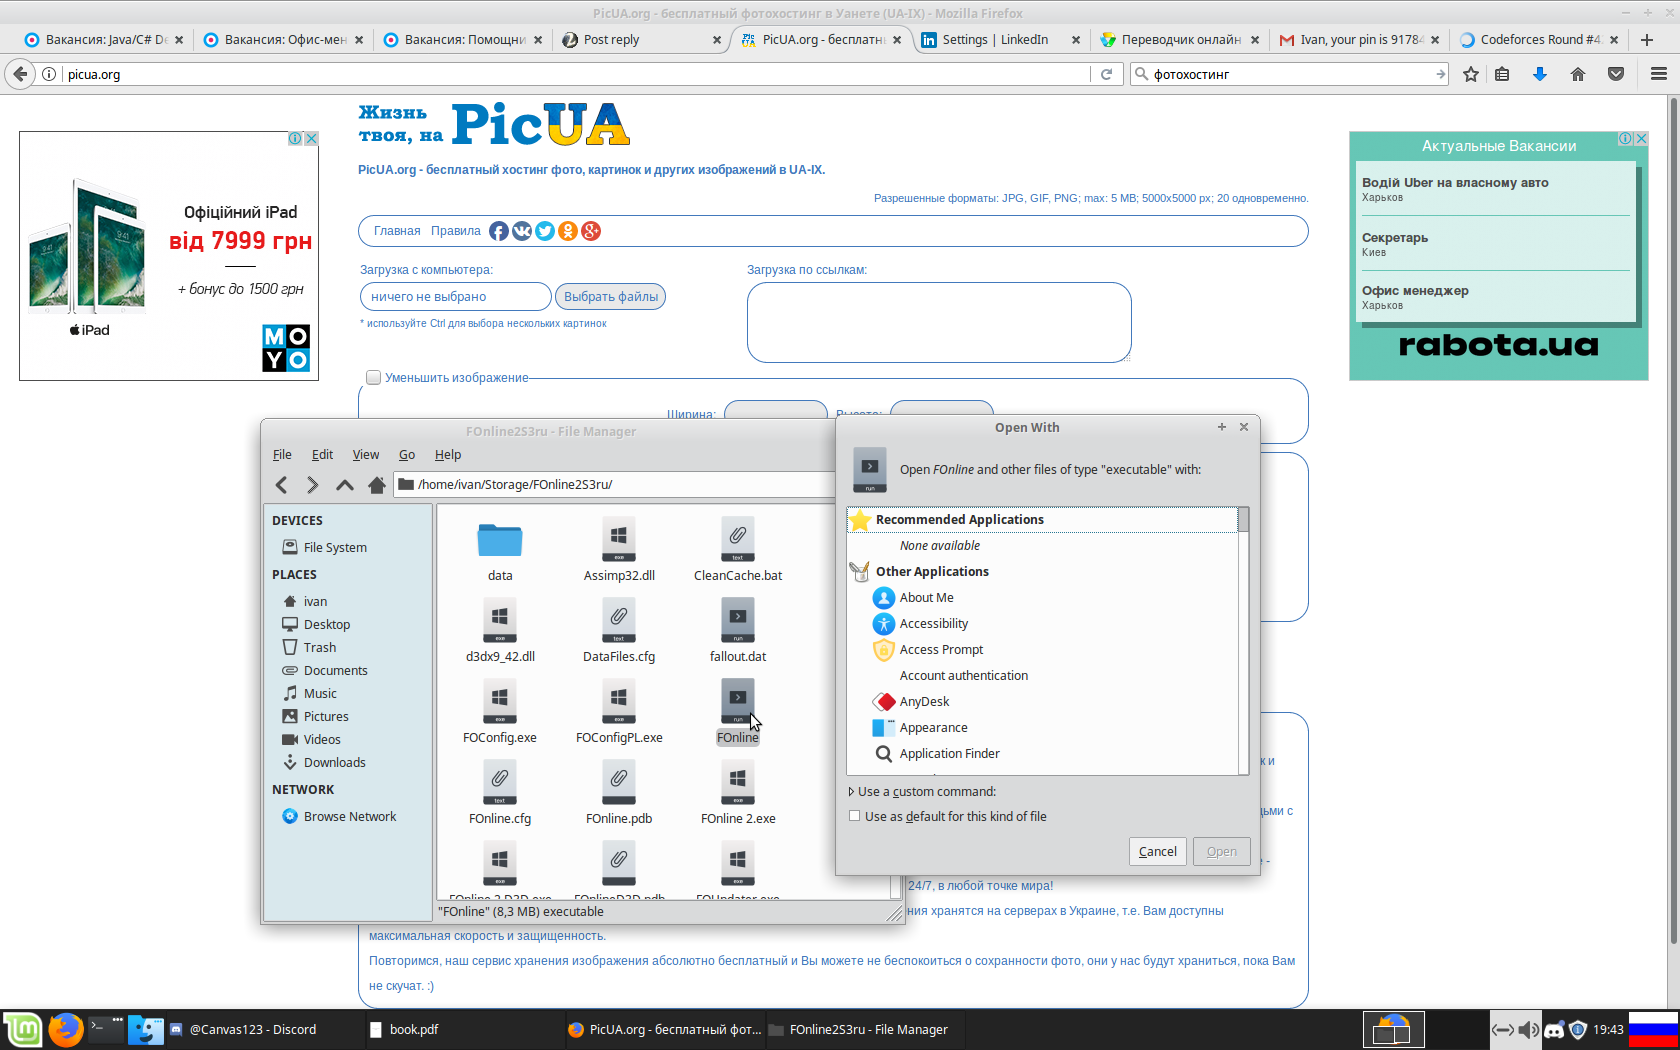 PicUA.org - бесплатный фотохостинг в Уанете (UA-IX) - Mozilla Firefox
Вакансия: Java/C# De
Вакансия: Офис-мен
Вакансия: Помощни
Post reply
PicUA.org - бесплатн
Settings | LinkedIn
Переводчик онлайн
Ivan, your pin is 91784
Codeforces Round #4
picua.org
фотохостинг
Жизнь
твоя, на PicUA
PicUA.org - бесплатный хостинг фото, картинок и других изображений в UA-IX.
Разрешенные форматы: JPG, GIF, PNG; max: 5 MB; 5000x5000 px; 20 одновременно.
Главная Правила
Загрузка с компьютера:
Загрузка по ссылкам:
ничего не выбрано
Выбрать файлы
* используйте Ctrl для выбора нескольких картинок
Уменьшить изображение
Ширина:
Высота:
Офіційний iPad
від 7999 грн
+ бонус до 1500 грн
iPad
MOYO
Актуальные Вакансии
Водій Uber на власному авто
Харьков
Секретарь
Киев
Офис менеджер
Харьков
rabota.ua
FOnline2S3ru - File Manager
File Edit View Go Help
/home/ivan/Storage/FOnline2S3ru/
DEVICES
File System
PLACES
ivan
Desktop
Trash
Documents
Music
Pictures
Videos
Downloads
NETWORK
Browse Network
data
Assimp32.dll
CleanCache.bat
d3dx9_42.dll
DataFiles.cfg
fallout.dat
FOConfig.exe
FOConfigPL.exe
FOnline
FOnline.cfg
FOnline.pdb
FOnline 2.exe
FOnline 2 D3D.exe
FOnlineD3D.pdb
FOUpdator.exe
"FOnline" (8,3 MB) executable
Open With
Open FOnline and other files of type "executable" with:
Recommended Applications
None available
Other Applications
About Me
Accessibility
Access Prompt
Account authentication
AnyDesk
Appearance
Application Finder
Use a custom command:
Use as default for this kind of file
Cancel
Open
к и
дьми с
е -
24/7, в любой точке мира!
ния хранятся на серверах в Украине, т.е. Вам доступны
максимальная скорость и защищенность.
Повторимся, наш сервис хранения изображения абсолютно бесплатный и Вы можете не беспокоиться о сохранности фото, они у нас будут храниться, пока Вам
не скучат. :)
@Canvas123 - Discord
book.pdf
PicUA.org - бесплатный фот...
FOnline2S3ru - File Manager
19:43